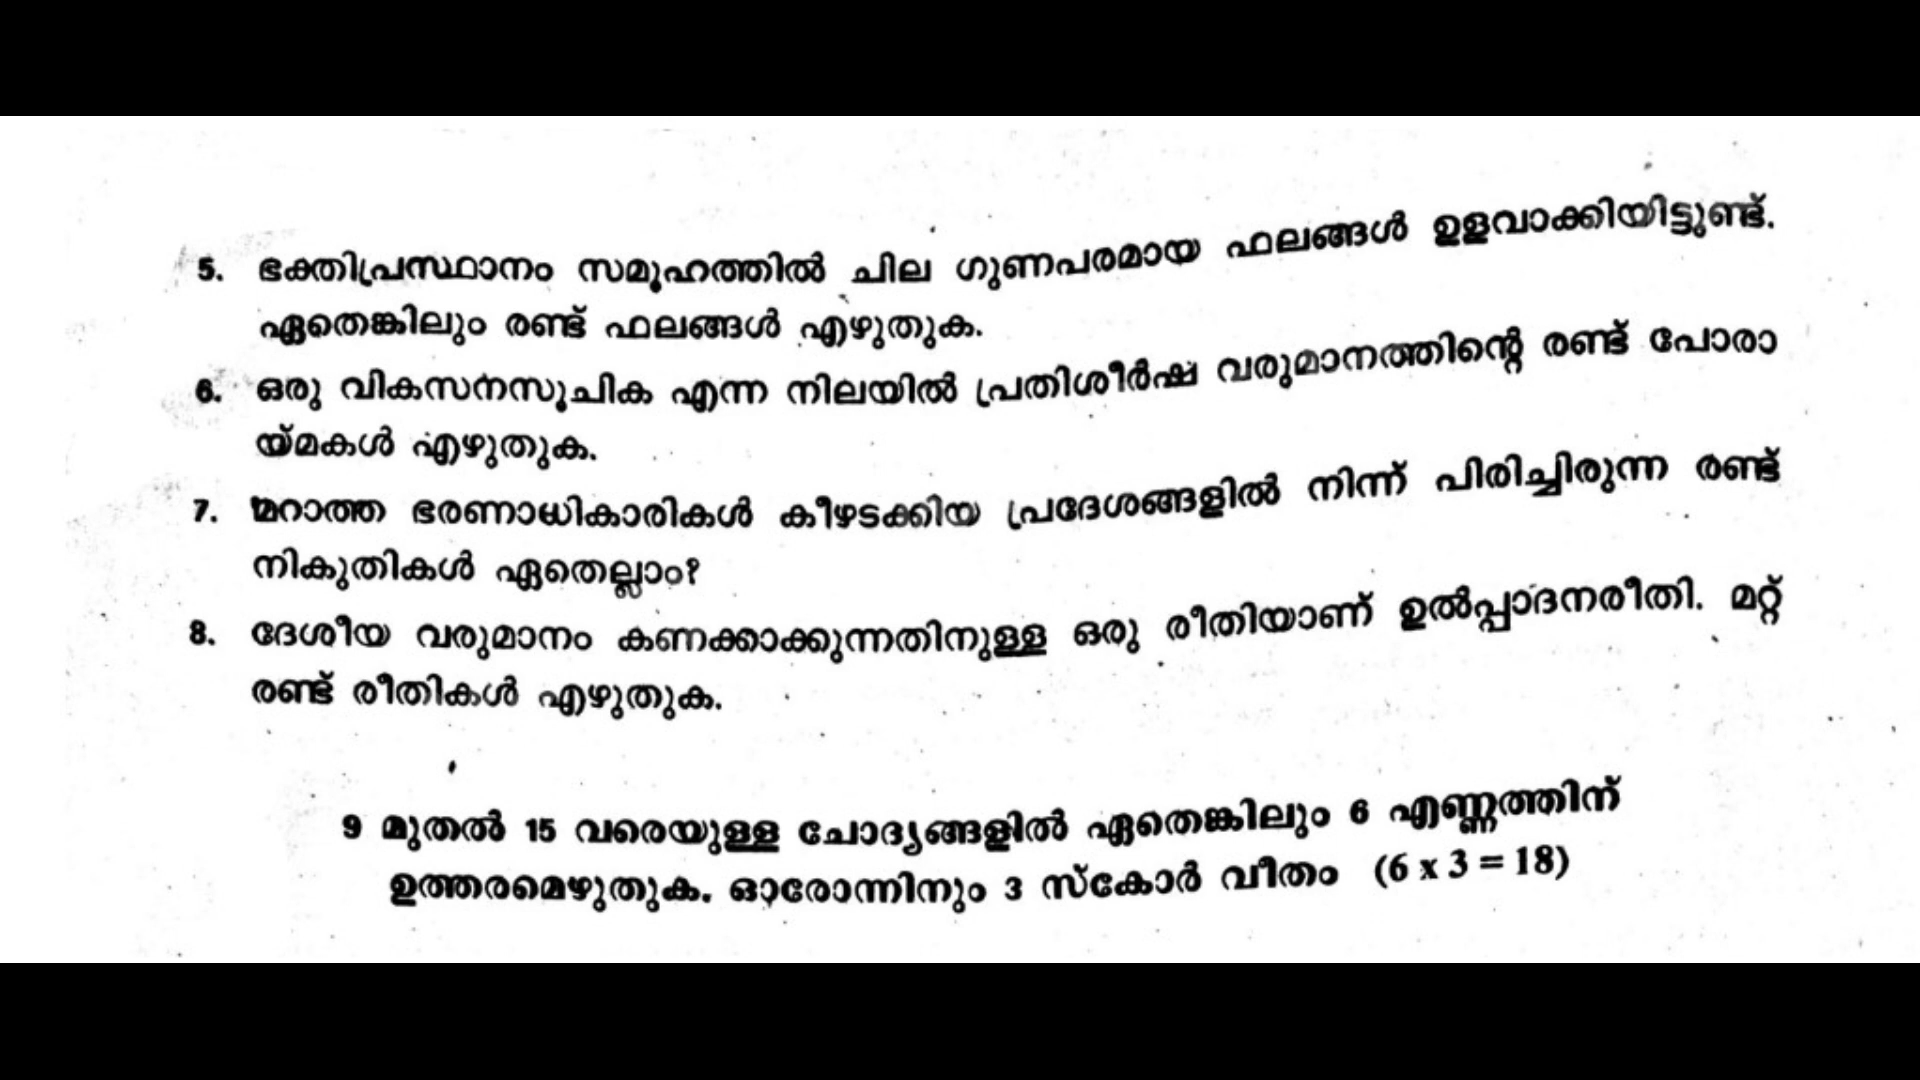 5. ഭക്തിപ്രസ്ഥാനം സമൂഹത്തിൽ ചില ഗുണപരമായ ഫലങ്ങൾ ഉളവാക്കിയിട്ടുണ്ട്.
ഏതെങ്കിലും രണ്ട് ഫലങ്ങൾ എഴുതുക.
6. ഒരു വികസനസൂചിക എന്ന നിലയിൽ പ്രതിശീർഷ വരുമാനത്തിന്റെ രണ്ട് പോരാ
യ്മകൾ എഴുതുക.
7. മറാത്ത ഭരണാധികാരികൾ കീഴടക്കിയ പ്രദേശങ്ങളിൽ നിന്ന് പിരിച്ചിരുന്ന രണ്ട്
നികുതികൾ ഏതെല്ലാം?
8. ദേശീയ വരുമാനം കണക്കാക്കുന്നതിനുള്ള ഒരു രീതിയാണ് ഉൽപ്പാദനരീതി. മറ്റ്
രണ്ട് രീതികൾ എഴുതുക.
9 മുതൽ 15 വരെയുള്ള ചോദ്യങ്ങളിൽ ഏതെങ്കിലും 6 എണ്ണത്തിന്
ഉത്തരമെഴുതുക. ഓരോന്നിനും 3 സ്കോർ വീതം (6 x 3 = 18)